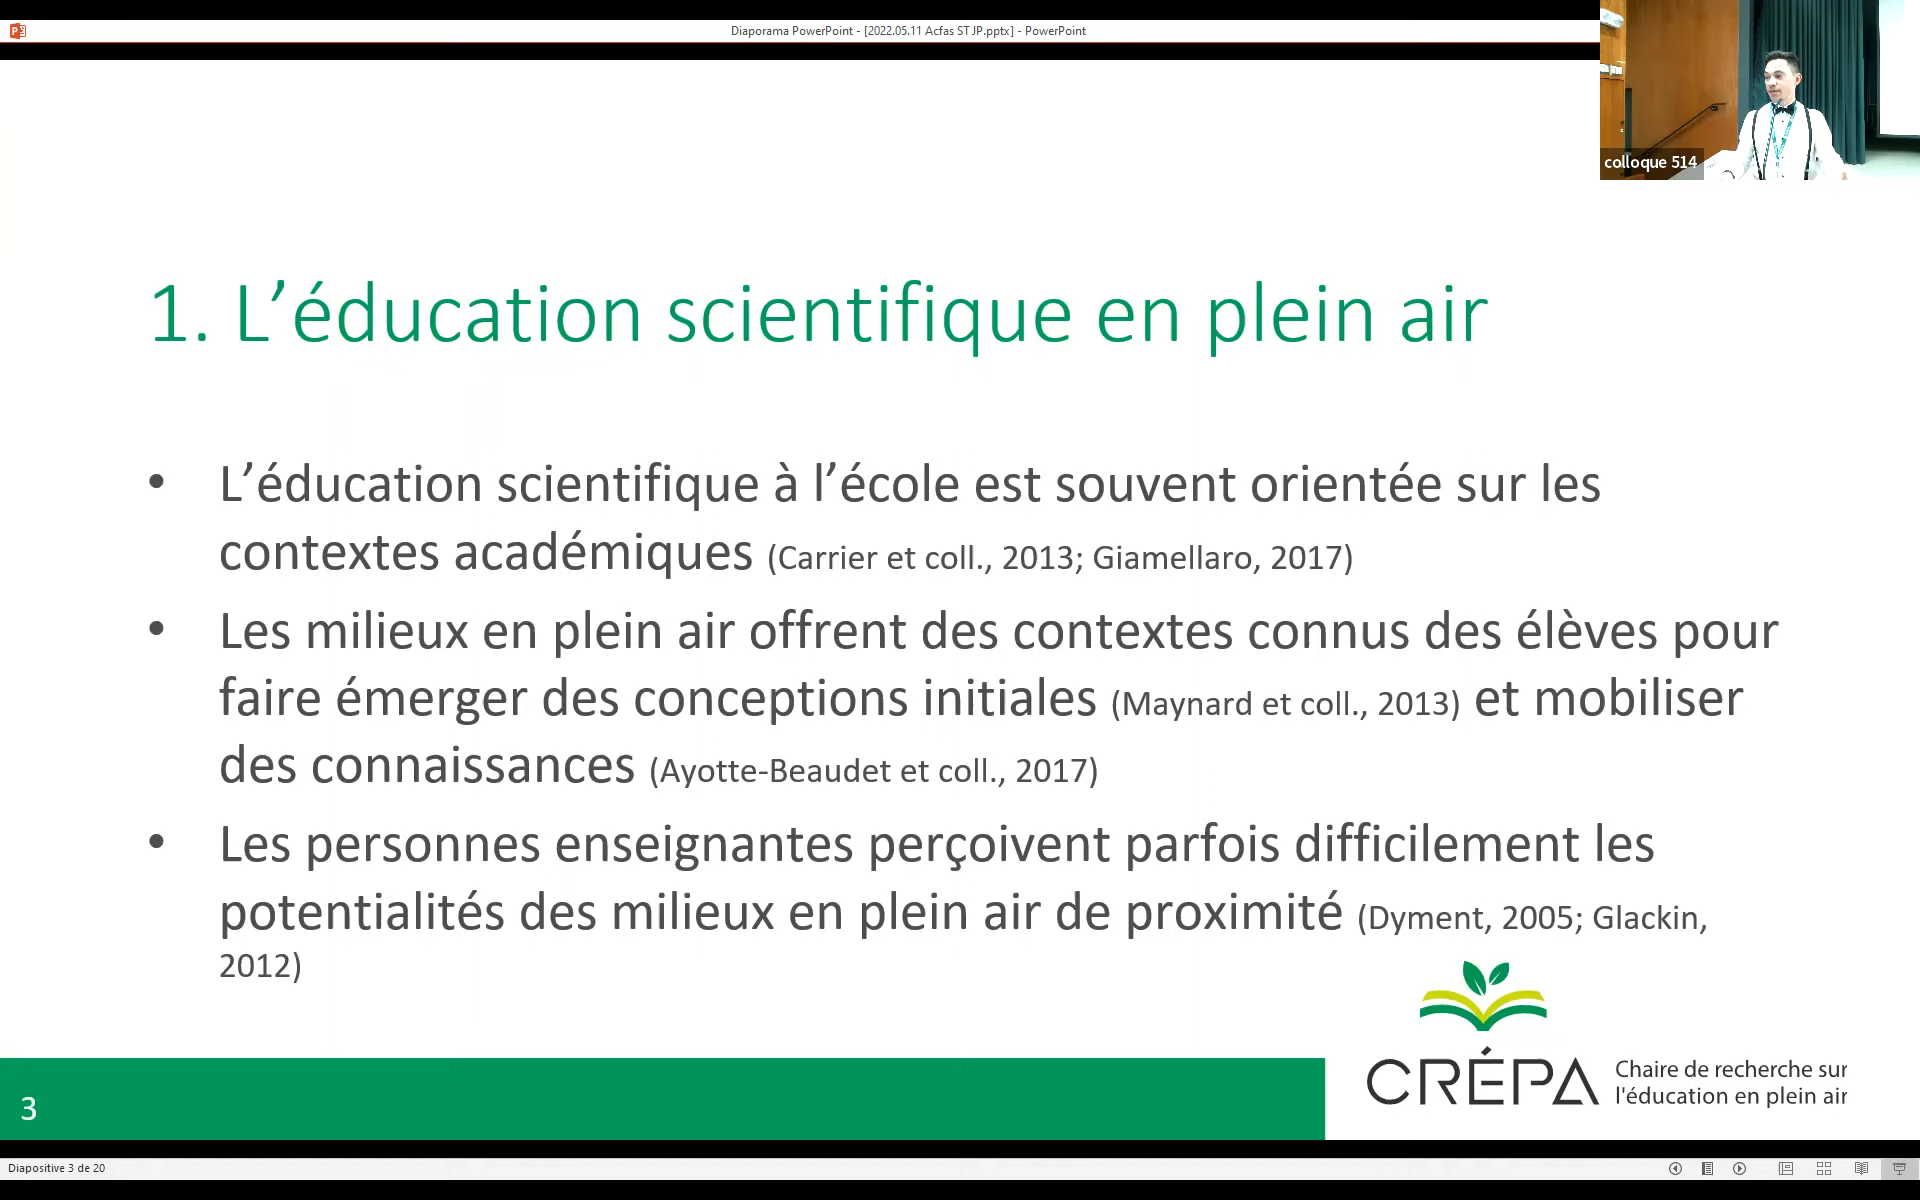 Diaporama PowerPoint - [2022.05.11 Acfas ST JP.pptx] - PowerPoint
colloque 514
1. L’éducation scientifique en plein air
• L’éducation scientifique à l’école est souvent orientée sur les
contextes académiques (Carrier et coll., 2013; Giamellaro, 2017)
• Les milieux en plein air offrent des contextes connus des élèves pour
faire émerger des conceptions initiales (Maynard et coll., 2013) et mobiliser
des connaissances (Ayotte-Beaudet et coll., 2017)
• Les personnes enseignantes perçoivent parfois difficilement les
potentialités des milieux en plein air de proximité (Dyment, 2005; Glackin,
2012)
CRÉPA
Chaire de recherche sur
l'éducation en plein air
3
Diapositive 3 de 20